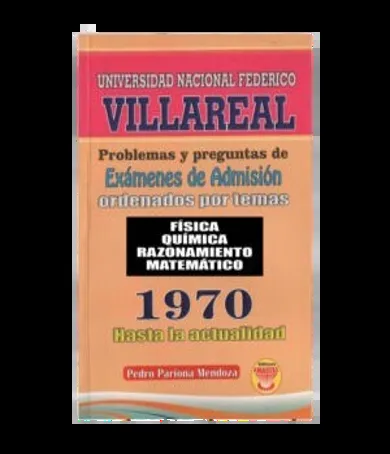 UNIVERSIDAD NACIONAL FEDERICO
VILLAREAL
Problemas y preguntas de
Exámenes de Admisión
ordenados por temas
FÍSICA
QUÍMICA
RAZONAMIENTO
MATEMÁTICO
1970
Hasta la actualidad
Pedro Pariona Mendoza